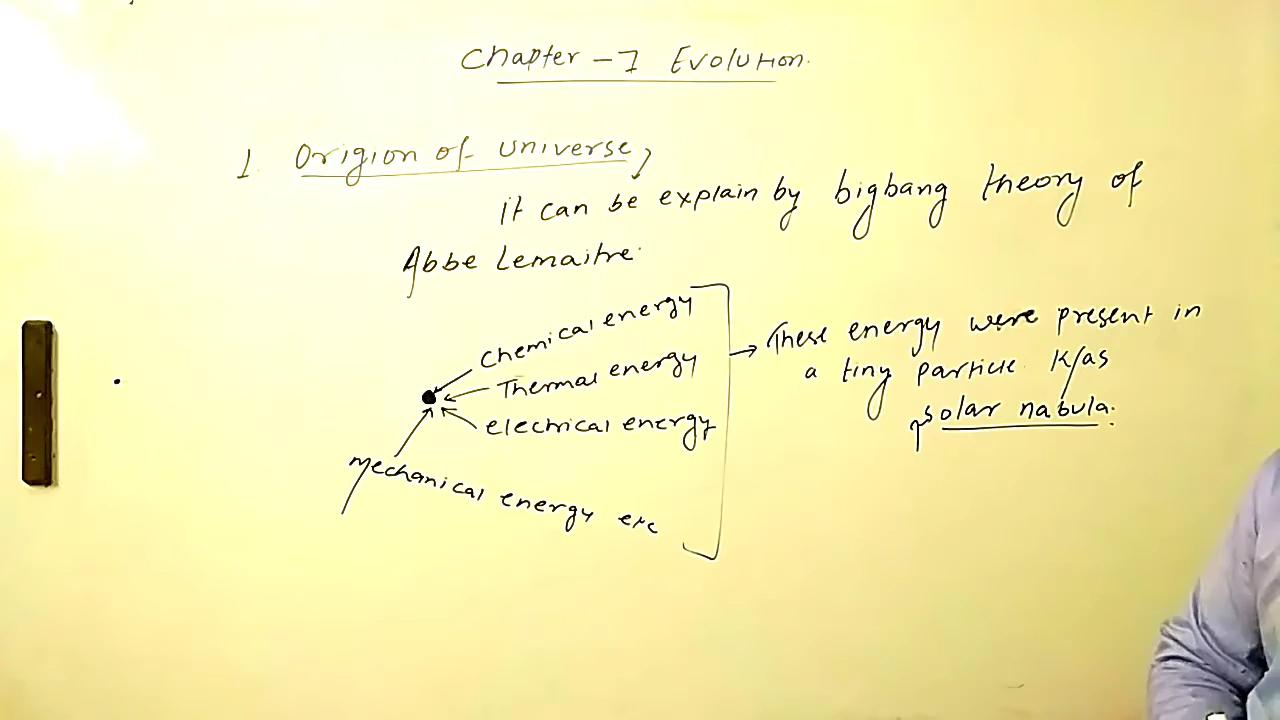 Chapter - 7 Evolution.
1. Origion of universe,
It can be explain by bigbang theory of
Abbe Lemaitre.
Chemical energy
Thermal energy
electrical energy
mechanical energy etc
These energy were present in
a tiny particle K/as
solar nabula.